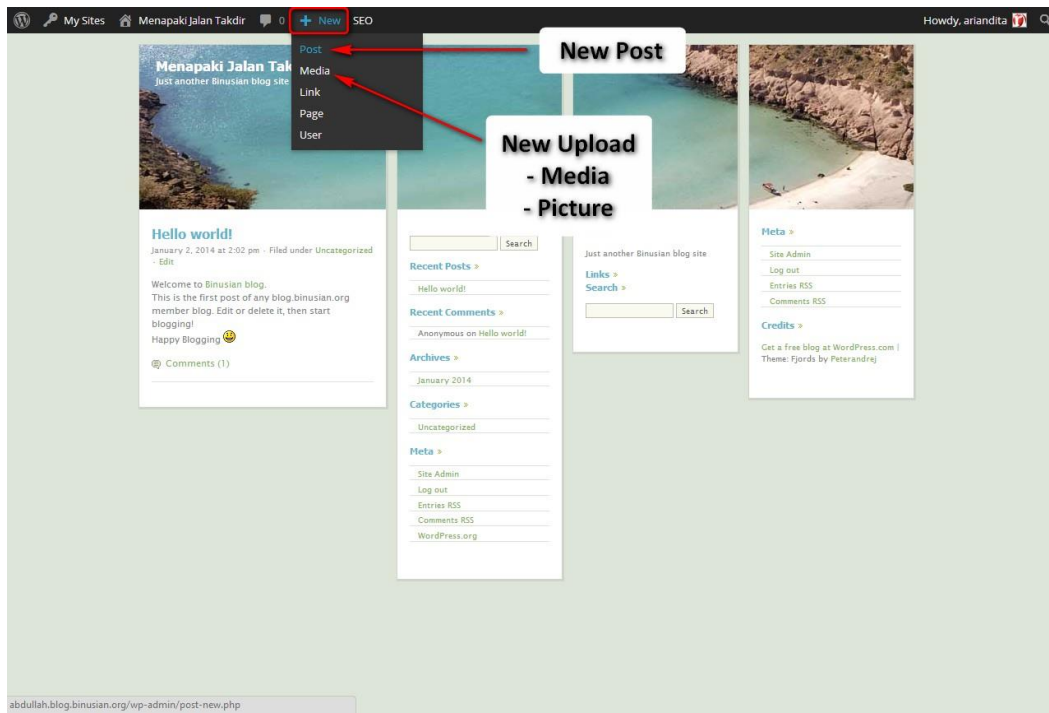 My Sites Menapaki Jalan Takdir 0 + New SEO Howdy, ariandita
Post
Media
Link
Page
User
New Post
New Upload
- Media
- Picture
Menapaki Jalan Tak
Just another Binusian blog site
Hello world!
January 2, 2014 at 2:02 pm · Filed under Uncategorized
· Edit
Welcome to Binusian blog.
This is the first post of any blog.binusian.org
member blog. Edit or delete it, then start
blogging!
Happy Blogging
Comments (1)
Search
Recent Posts »
Hello world!
Recent Comments »
Anonymous on Hello world!
Archives »
January 2014
Categories »
Uncategorized
Meta »
Site Admin
Log out
Entries RSS
Comments RSS
WordPress.org
Just another Binusian blog site
Links »
Search »
Search
Meta »
Site Admin
Log out
Entries RSS
Comments RSS
Credits »
Get a free blog at WordPress.com |
Theme: Fjords by Peterandrej
abdullah.blog.binusian.org/wp-admin/post-new.php